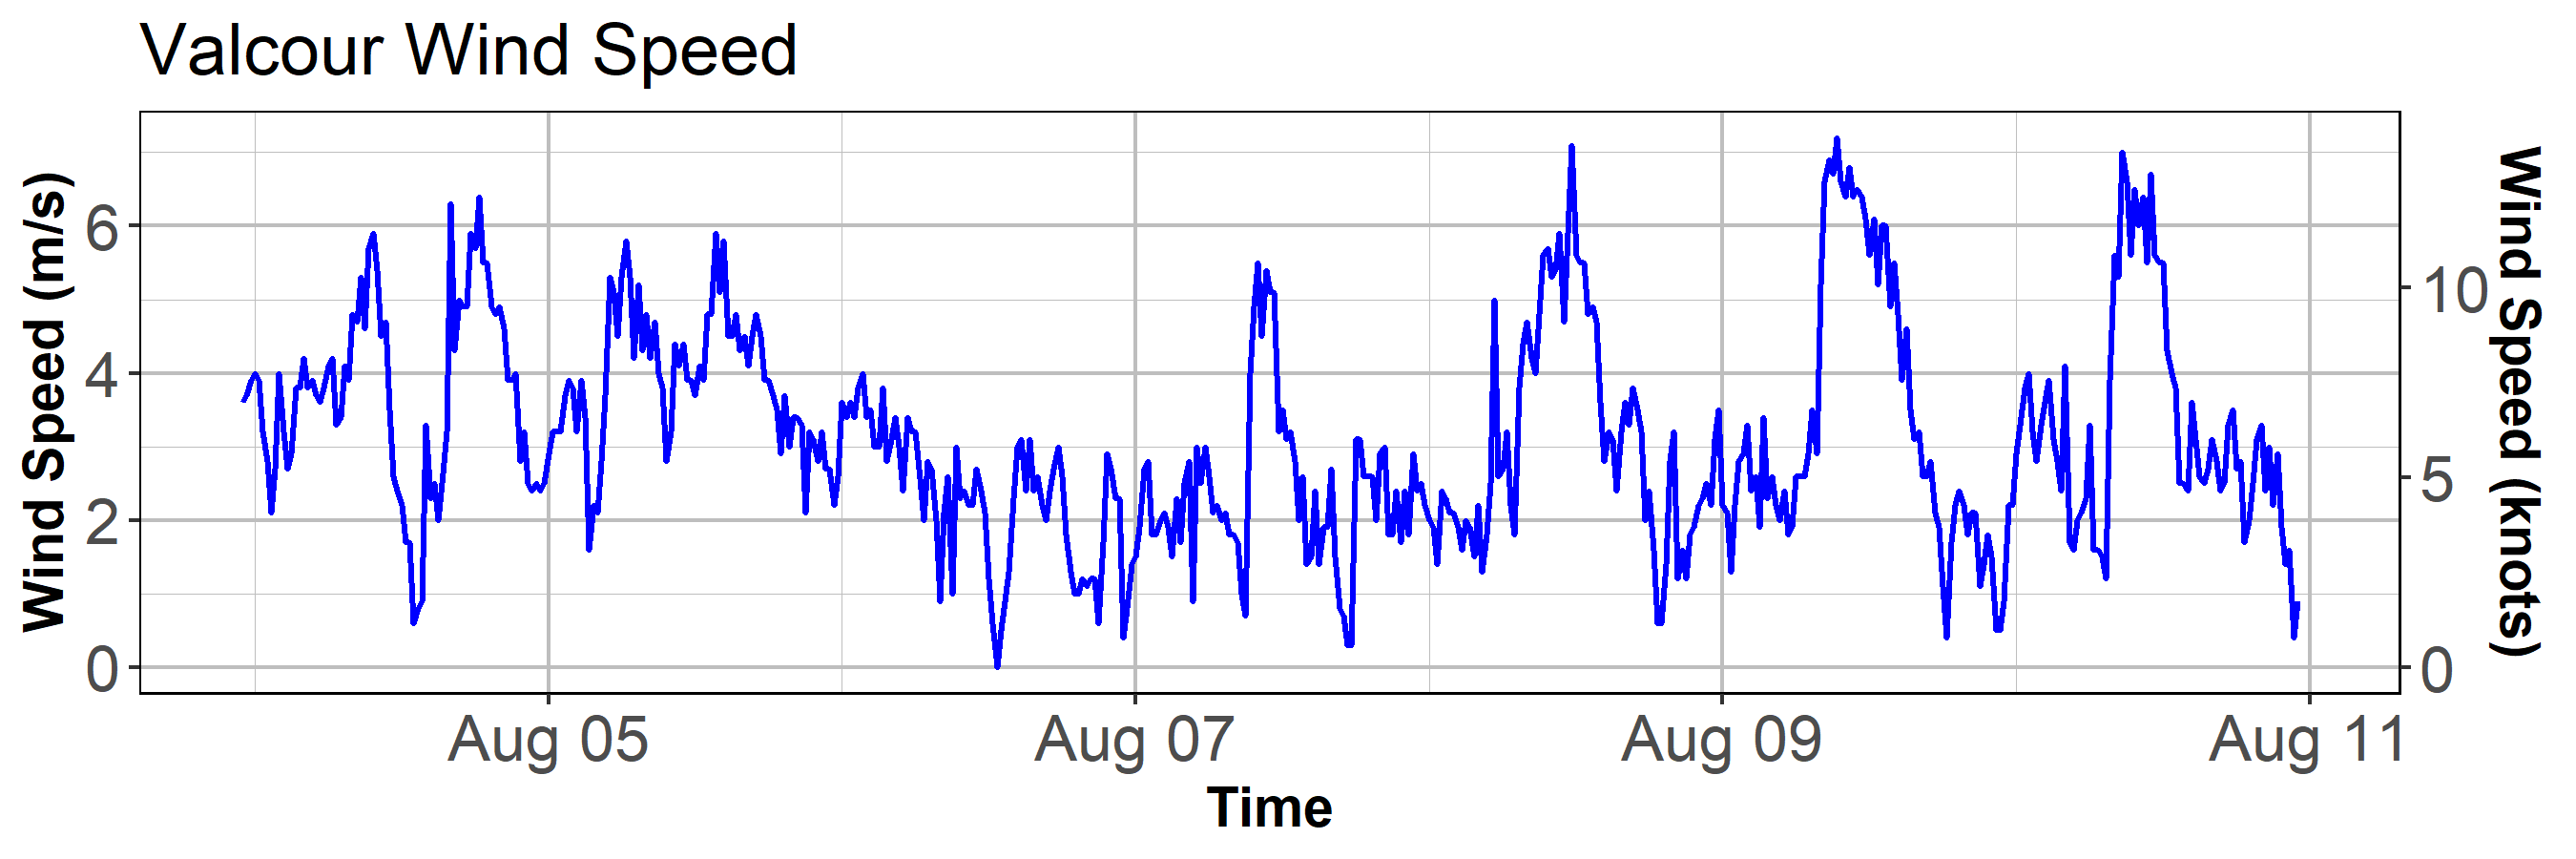 Valcour Wind Speed
Wind Speed (m/s)
6
4
2
0
10
5
0
Wind Speed (knots)
Aug 05
Aug 07
Aug 09
Aug 11
Time